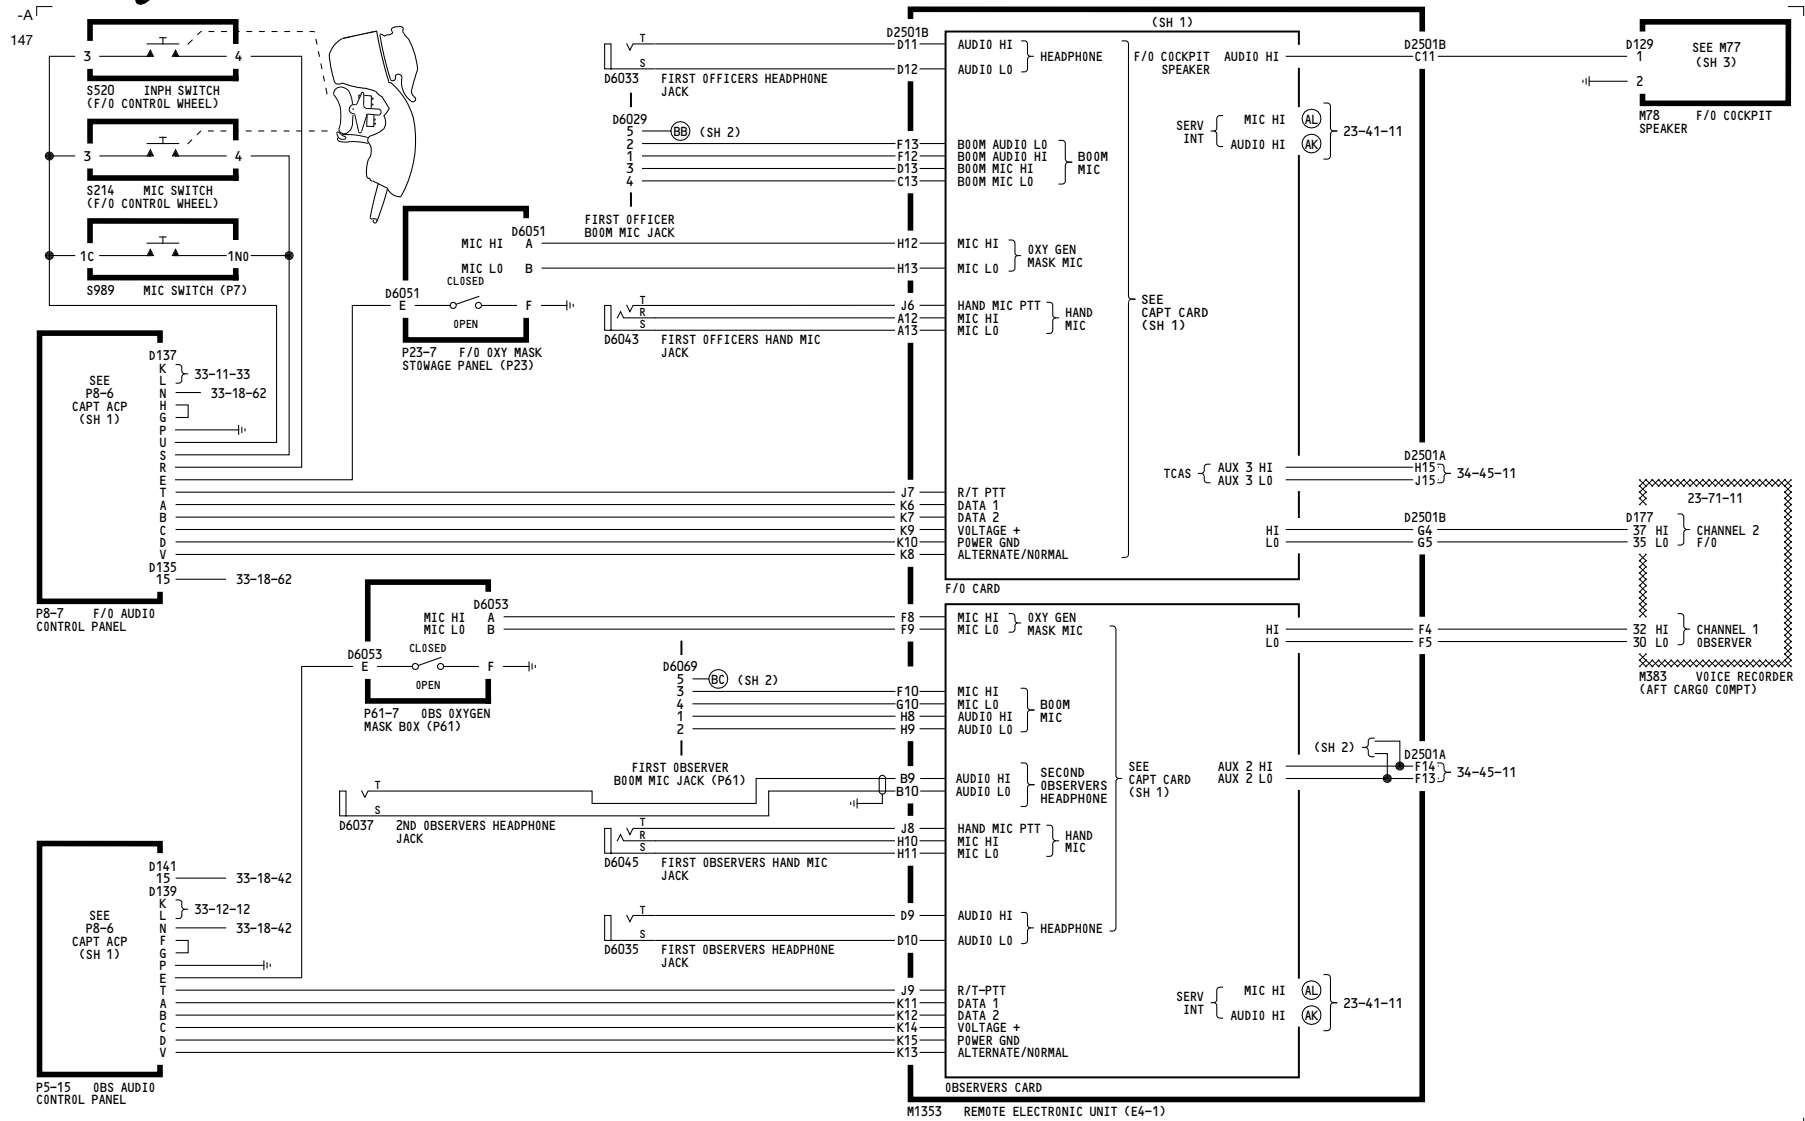 -A
147
3 4
S520 INPH SWITCH
(F/O CONTROL WHEEL)
3 4
S214 MIC SWITCH
(F/O CONTROL WHEEL)
1C 1NO
S989 MIC SWITCH (P7)
D6051
MIC HI A
MIC LO B
CLOSED
D6051
E F
OPEN
P23-7 F/O OXY MASK
STOWAGE PANEL (P23)
SEE
P8-6
CAPT ACP
(SH 1)
D137
K
L
33-11-33
N 33-18-62
H
G
P
U
S
R
E
T
A
B
C
D
V
D135
15 33-18-62
P8-7 F/O AUDIO
CONTROL PANEL
D6053
MIC HI A
MIC LO B
CLOSED
D6053
E F
OPEN
P61-7 OBS OXYGEN
MASK BOX (P61)
SEE
P8-6
CAPT ACP
(SH 1)
D141
15 33-18-42
D139
K
L
33-12-12
N 33-18-42
F
G
P
E
T
A
B
C
D
V
P5-15 OBS AUDIO
CONTROL PANEL
T
S
D6033 FIRST OFFICERS HEADPHONE
JACK
D6029
5 BB (SH 2)
2
1
3
4
FIRST OFFICER
BOOM MIC JACK
T
R
S
D6043 FIRST OFFICERS HAND MIC
JACK
D6069
5 BC (SH 2)
3
4
1
2
FIRST OBSERVER
BOOM MIC JACK (P61)
T
S
D6037 2ND OBSERVERS HEADPHONE
JACK
T
R
S
D6045 FIRST OBSERVERS HAND MIC
JACK
T
S
D6035 FIRST OBSERVERS HEADPHONE
JACK
(SH 1)
D2501B
D11 AUDIO HI
D12 AUDIO LO
HEADPHONE
F13 BOOM AUDIO LO
F12 BOOM AUDIO HI
D13 BOOM MIC HI
C13 BOOM MIC LO
BOOM
MIC
H12 MIC HI
H13 MIC LO
OXY GEN
MASK MIC
J6 HAND MIC PTT
A12 MIC HI
A13 MIC LO
HAND
MIC
SEE
CAPT CARD
(SH 1)
J7 R/T PTT
K6 DATA 1
K7 DATA 2
K9 VOLTAGE +
K10 POWER GND
K8 ALTERNATE/NORMAL
F/O COCKPIT
SPEAKER
AUDIO HI
SERV
INT
MIC HI AL
AUDIO HI AK
23-41-11
TCAS
AUX 3 HI
AUX 3 LO
HI
LO
F/O CARD
F8 MIC HI
F9 MIC LO
OXY GEN
MASK MIC
F10 MIC HI
G10 MIC LO
H8 AUDIO HI
H9 AUDIO LO
BOOM
MIC
B9 AUDIO HI
B10 AUDIO LO
SECOND
OBSERVERS
HEADPHONE
J8 HAND MIC PTT
H10 MIC HI
H11 MIC LO
HAND
MIC
D9 AUDIO HI
D10 AUDIO LO
HEADPHONE
SEE
CAPT CARD
(SH 1)
J9 R/T-PTT
K11 DATA 1
K12 DATA 2
K14 VOLTAGE +
K15 POWER GND
K13 ALTERNATE/NORMAL
HI
LO
(SH 2)
AUX 2 HI
AUX 2 LO
SERV
INT
MIC HI AL
AUDIO HI AK
23-41-11
OBSERVERS CARD
M1353 REMOTE ELECTRONIC UNIT (E4-1)
D2501B
C11
D2501A
H15
J15
34-45-11
D2501B
G4
G5
F4
F5
D2501A
F14
F13
34-45-11
D129
1
2
SEE M77
(SH 3)
M78 F/O COCKPIT
SPEAKER
23-71-11
D177
37 HI
35 LO
CHANNEL 2
F/O
32 HI
30 LO
CHANNEL 1
OBSERVER
M383 VOICE RECORDER
(AFT CARGO COMPT)